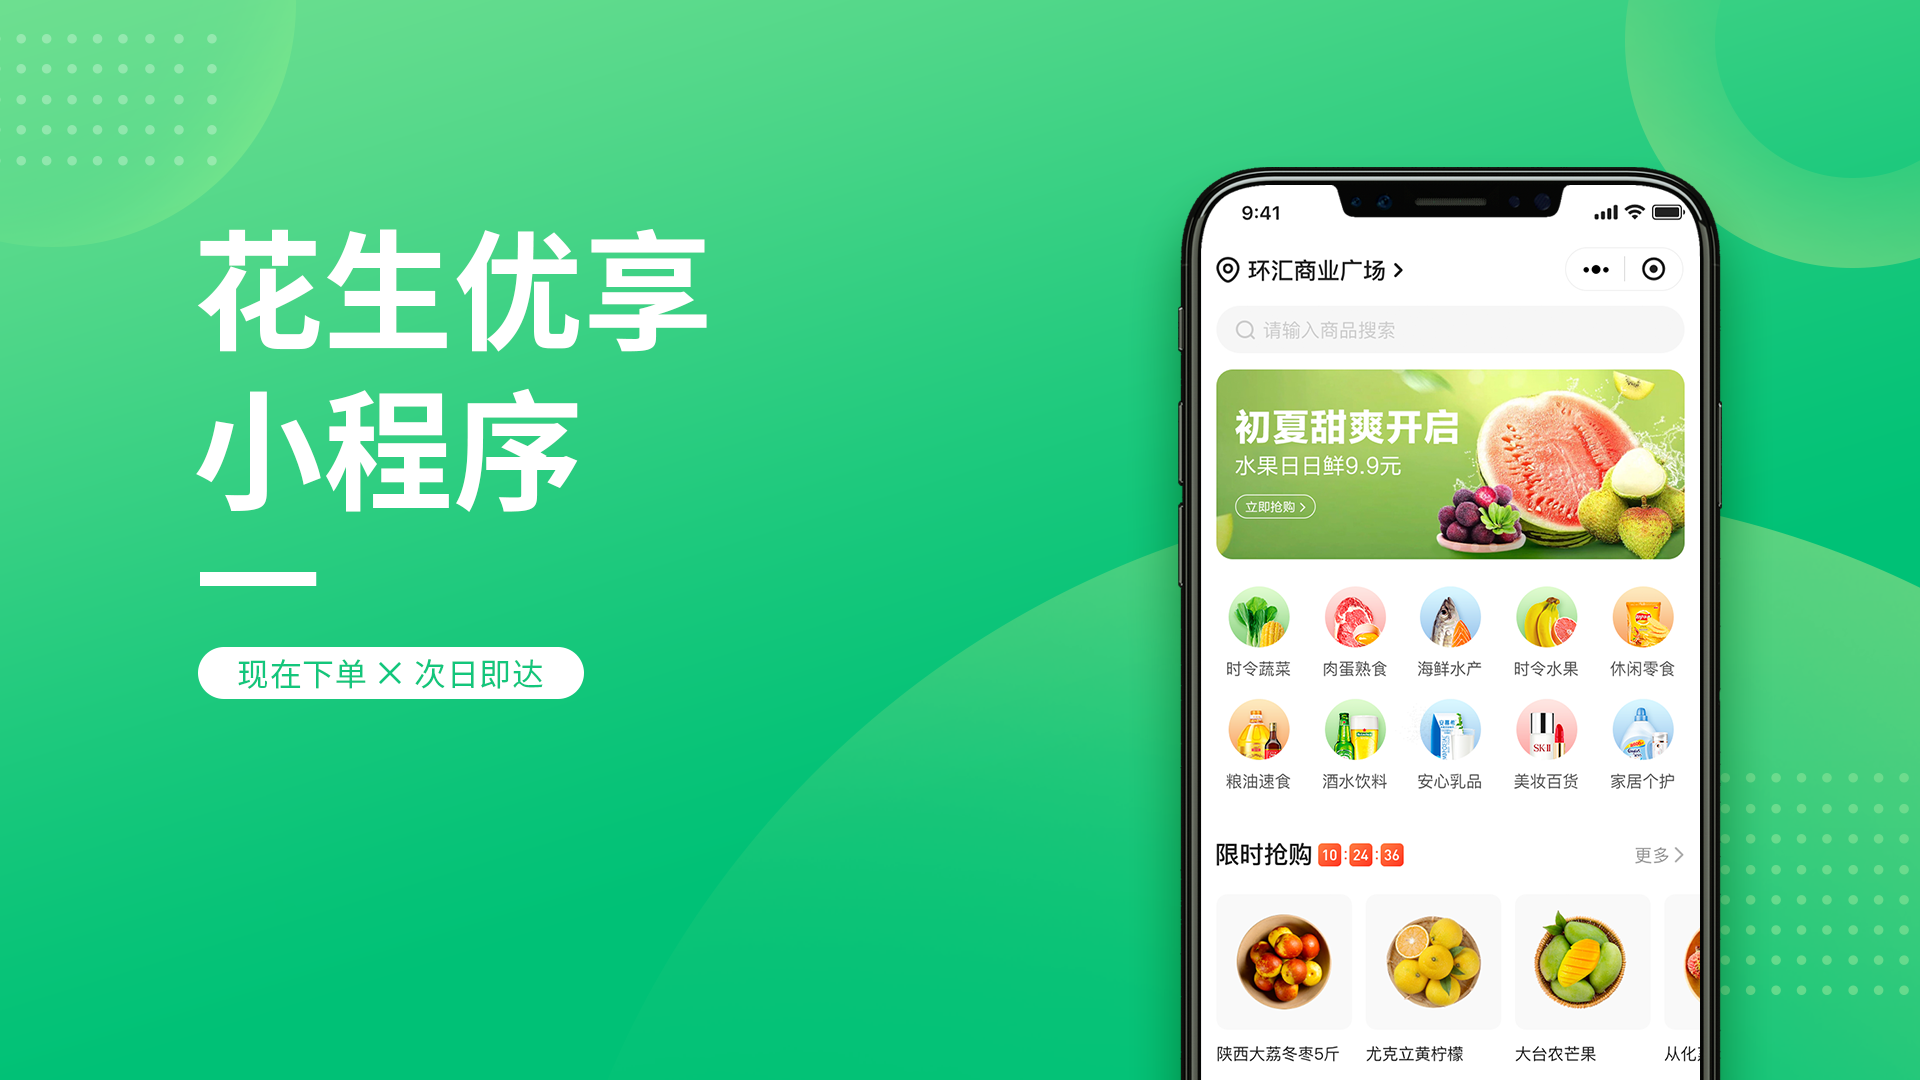 花生优享
小程序
现在下单 × 次日即达
9:41
环汇商业广场
请输入商品搜索
初夏甜爽开启
水果日日鲜9.9元
立即抢购
时令蔬菜 肉蛋熟食 海鲜水产 时令水果 休闲零食
SK-II
粮油速食 酒水饮料 安心乳品 美妆百货 家居个护
限时抢购 10:24:36 更多
陕西大荔冬枣5斤 尤克立黄柠檬 大台农芒果 从化